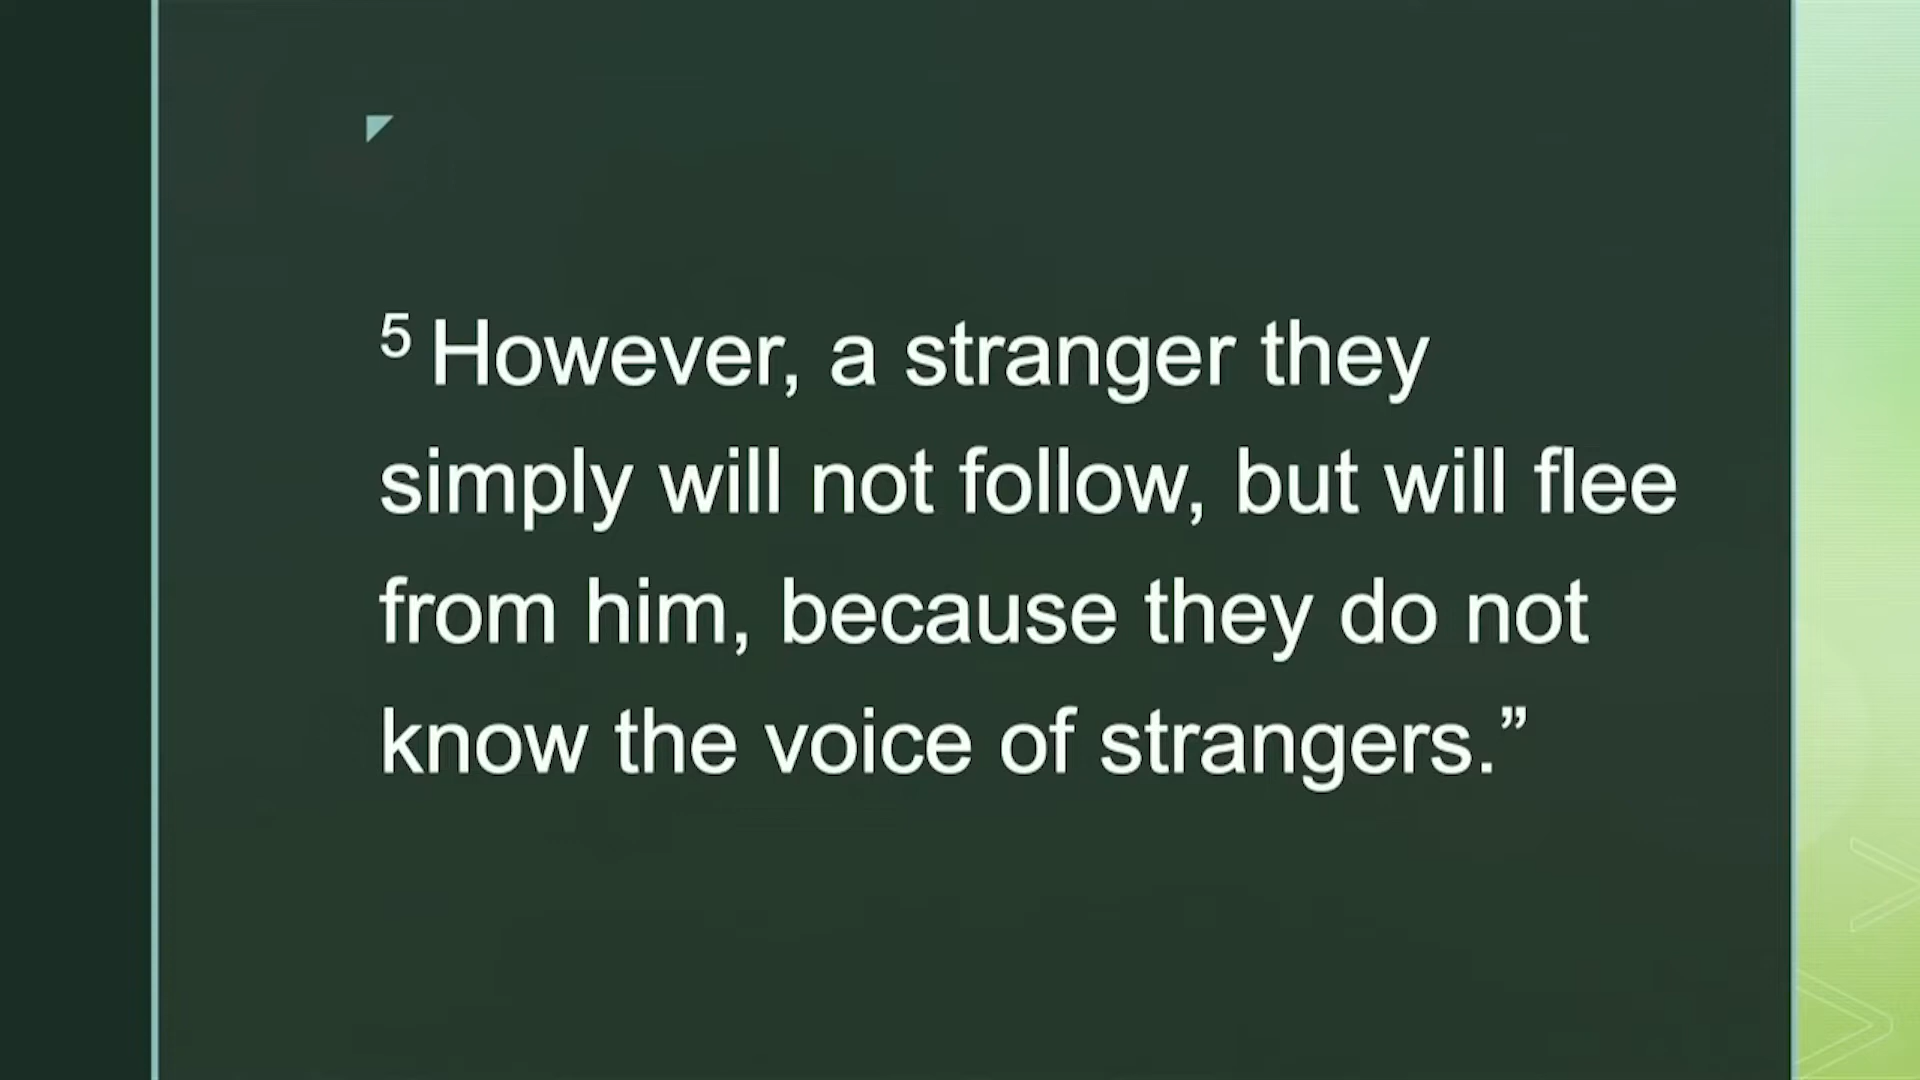 5 However, a stranger they
simply will not follow, but will flee
from him, because they do not
know the voice of strangers.”